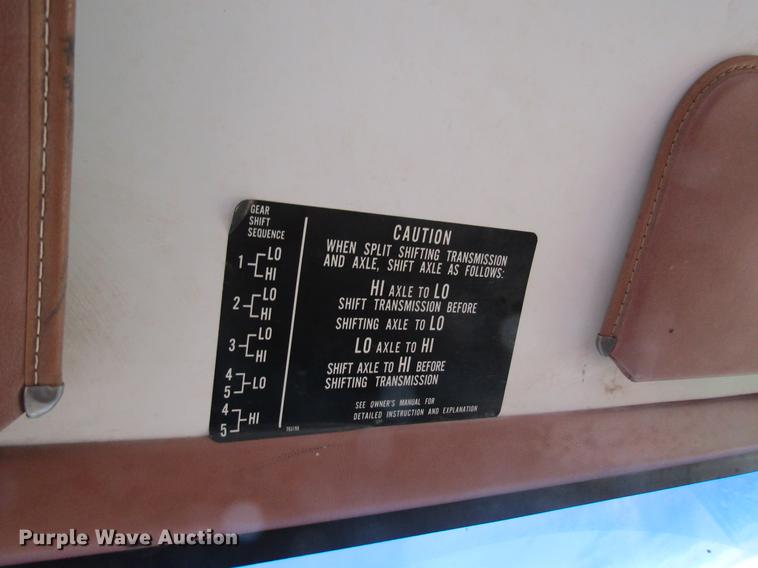 GEAR
SHIFT
SEQUENCE
1 LO
HI
2 LO
HI
3 LO
HI
4
5 LO
4
5 HI
CAUTION
WHEN SPLIT SHIFTING TRANSMISSION
AND AXLE, SHIFT AXLE AS FOLLOWS:
HI AXLE TO LO
SHIFT TRANSMISSION BEFORE
SHIFTING AXLE TO LO
LO AXLE TO HI
SHIFT AXLE TO HI BEFORE
SHIFTING TRANSMISSION
SEE OWNER'S MANUAL FOR
DETAILED INSTRUCTION AND EXPLANATION
Purple Wave Auction